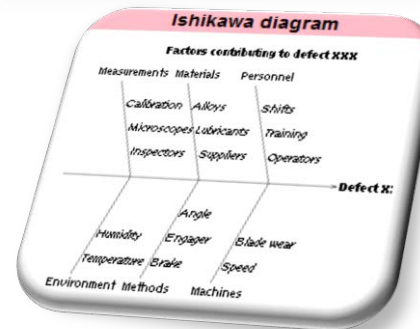 Ishikawa diagram
Factors contributing to defect XXX
Measurements Materials Personnel
Calibration Alloys Shifts
Microscopes Lubricants Training
Inspectors Suppliers Operators
Defect X:
Angle
Humidity Engager Blade wear
Temperature Brake Speed
Environment Methods Machines